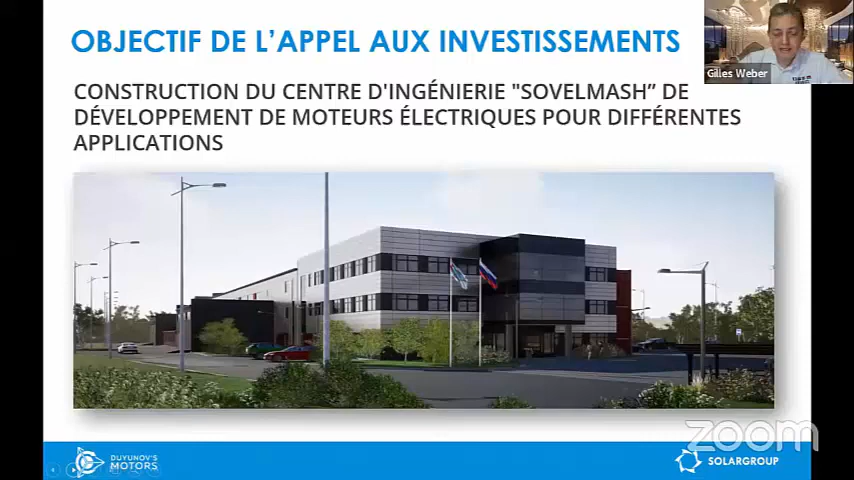 OBJECTIF DE L'APPEL AUX INVESTISSEMENTS
Gilles Weber
CONSTRUCTION DU CENTRE D'INGÉNIERIE "SOVELMASH” DE
DÉVELOPPEMENT DE MOTEURS ÉLECTRIQUES POUR DIFFÉRENTES
APPLICATIONS
zoom
DUYUNOV'S
MOTORS
SOLARGROUP